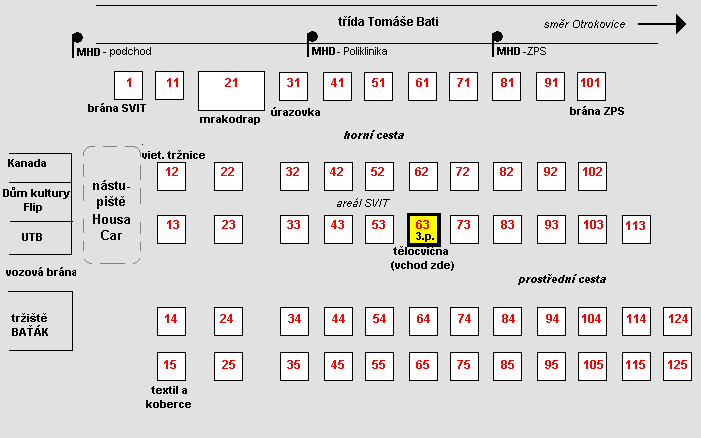 třída Tomáše Bati
směr Otrokovice
MHD - podchod
MHD - Poliklinika
MHD -ZPS
1 11 21 31 41 51 61 71 81 91 101
brána SVIT
mrakodrap
úrazovka
brána ZPS
horní cesta
Kanada
viet. tržnice
12 22 32 42 52 62 72 82 92 102
Dům kultury
Flip
nástu-
piště
Housa
Car
areál SVIT
UTB
13 23 33 43 53 63 73 83 93 103 113
3.p.
tělocvična
(vchod zde)
vozová brána
prostřední cesta
tržiště
BAŤÁK
14 24 34 44 54 64 74 84 94 104 114 124
15 25 35 45 55 65 75 85 95 105 115 125
textil a
koberce